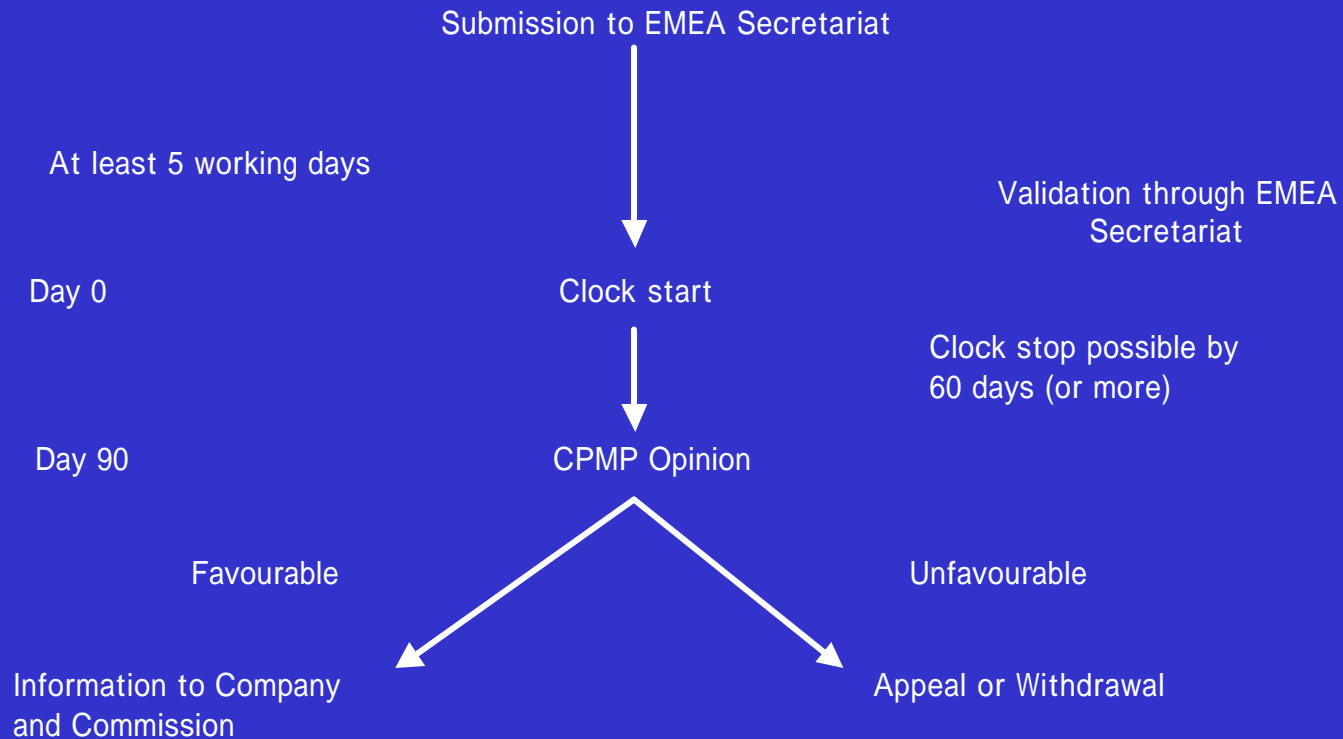 Submission to EMEA Secretariat
At least 5 working days
Validation through EMEA
Secretariat
Day 0
Clock start
Clock stop possible by
60 days (or more)
Day 90
CPMP Opinion
Favourable
Unfavourable
Information to Company
and Commission
Appeal or Withdrawal